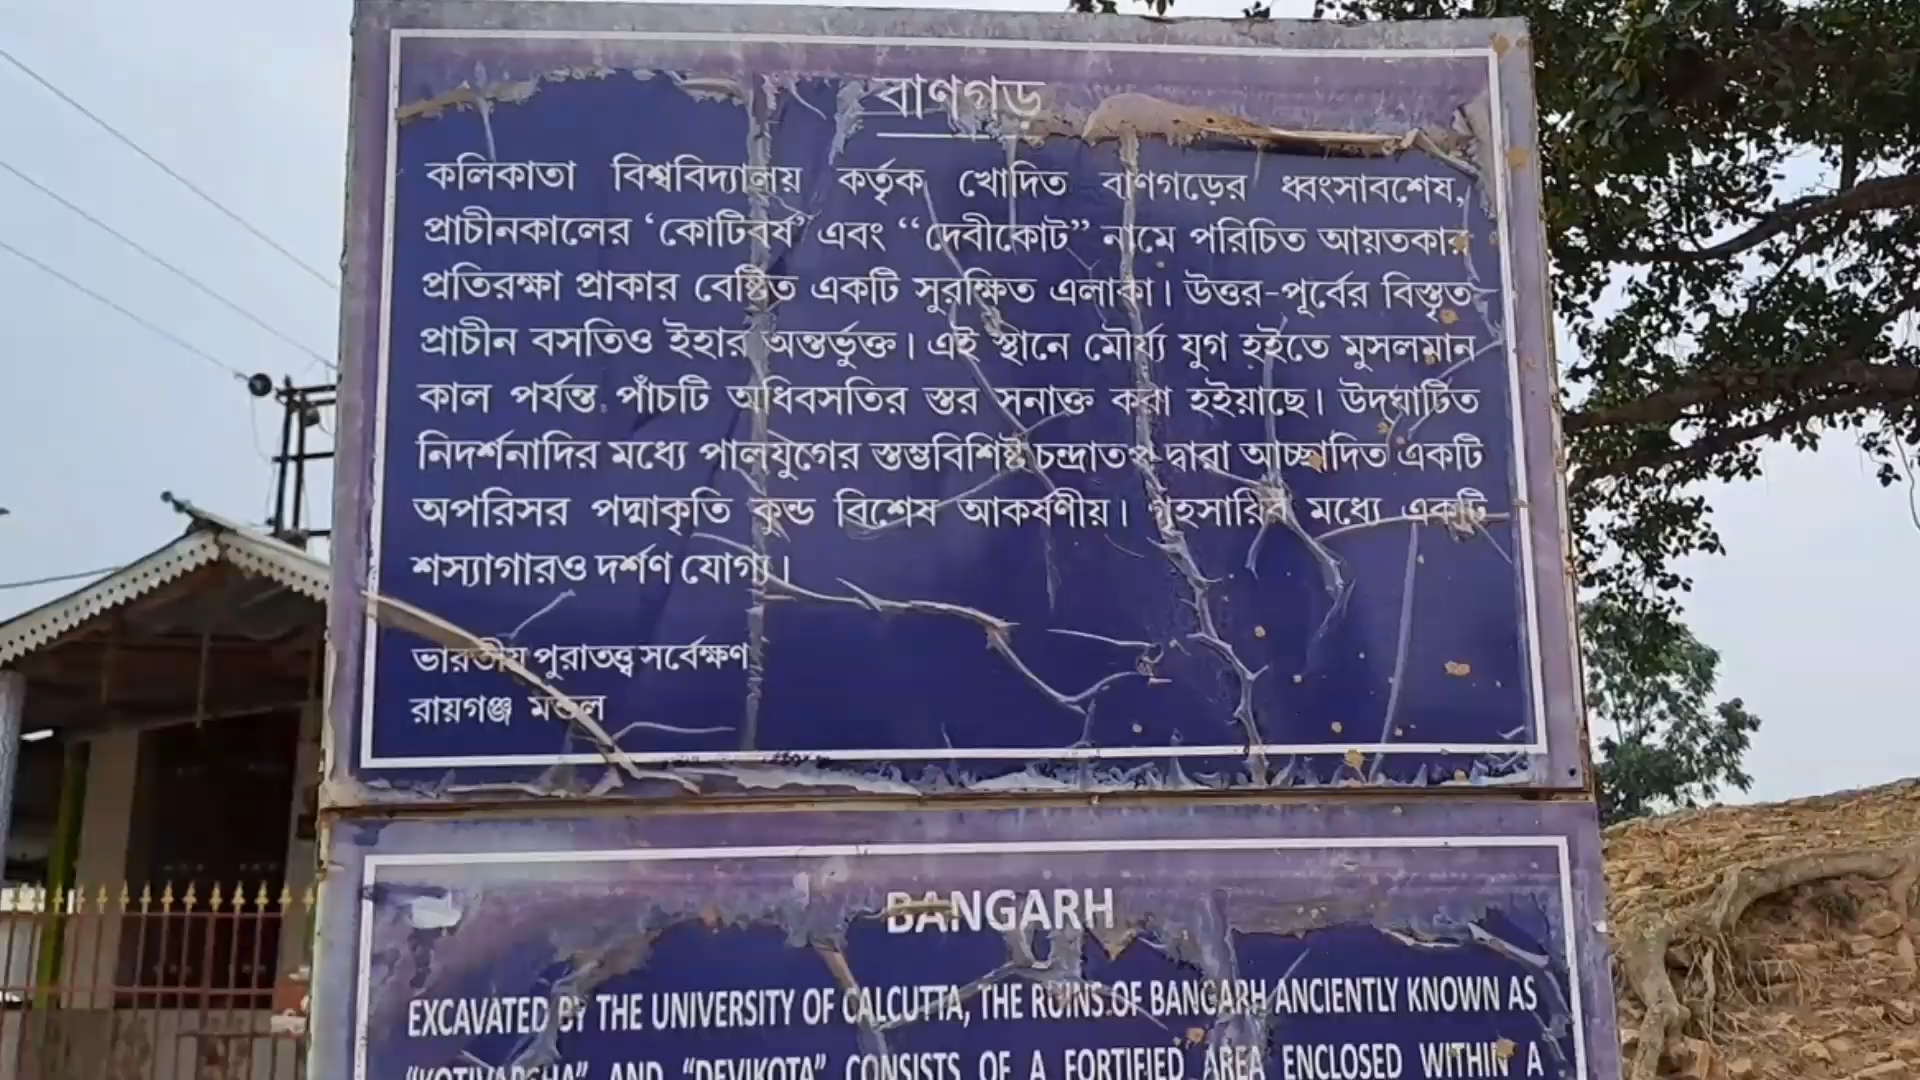 বাণগড়
কলিকাতা বিশ্ববিদ্যালয় কর্তৃক খোদিত বাণগড়ের ধ্বংসাবশেষ,
প্রাচীনকালের ‘কোটিবর্ষ’ এবং “দেবীকোট” নামে পরিচিত আয়তকার
প্রতিরক্ষা প্রাকার বেষ্টিত একটি সুরক্ষিত এলাকা। উত্তর-পূর্বের বিস্তৃত
প্রাচীন বসতিও ইহার অন্তর্ভুক্ত। এই স্থানে মৌর্য্য যুগ হইতে মুসলমান
কাল পর্যন্ত পাঁচটি অধিবসতির স্তর সনাক্ত করা হইয়াছে। উদ্ঘাটিত
নিদর্শনাদির মধ্যে পালযুগের স্তম্ভবিশিষ্ট চন্দ্রাতপ দ্বারা আচ্ছাদিত একটি
অপরিসর পদ্মাকৃতি কুন্ড বিশেষ আকর্ষণীয়। গৃহসারির মধ্যে একটি
শস্যাগারও দর্শণ যোগ্য।
ভারতীয় পুরাতত্ত্ব সর্বেক্ষণ
রায়গঞ্জ মন্ডল
BANGARH
EXCAVATED BY THE UNIVERSITY OF CALCUTTA, THE RUINS OF BANGARH ANCIENTLY KNOWN AS
“KOTIVARSHA” AND “DEVIKOTA” CONSISTS OF A FORTIFIED AREA ENCLOSED WITHIN A